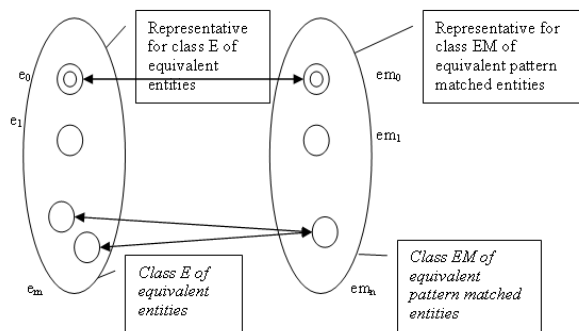 Representative
for class E of
equivalent
entities
Representative for
class EM of
equivalent pattern
matched entities
e0
em0
e1
em1
em
emn
Class E of
equivalent
entities
Class EM of
equivalent
pattern matched
entities